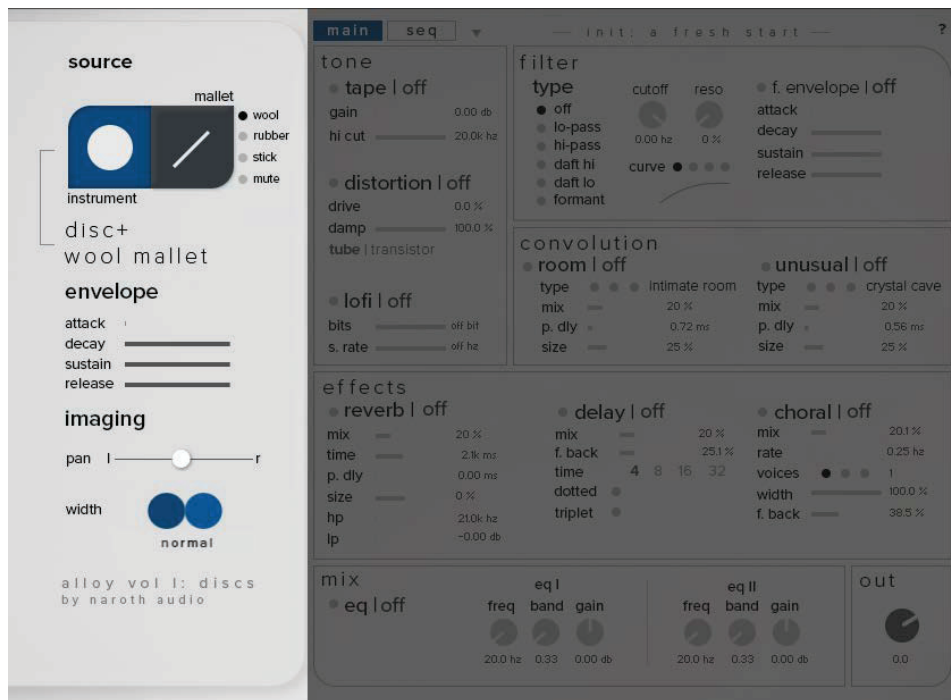 source
mallet
wool
rubber
stick
mute
instrument
disc+
wool mallet
envelope
attack
decay
sustain
release
imaging
pan l r
width
normal
alloy vol I: discs
by naroth audio
main seq
init: a fresh start
?
tone
tape | off
gain 0.00 db
hi cut 20.0k hz
distortion | off
drive 0.0 %
damp 100.0 %
tube | transistor
lofi | off
bits off bit
s. rate off hz
filter
type
off
lo-pass
hi-pass
daft hi
daft lo
formant
cutoff reso
0.00 hz 0 %
curve
f. envelope | off
attack
decay
sustain
release
convolution
room | off
type intimate room
mix 20 %
p. dly 0.72 ms
size 25 %
unusual | off
type crystal cave
mix 20 %
p. dly 0.56 ms
size 25 %
effects
reverb | off
mix 20 %
time 2.1k ms
p. dly 0.00 ms
size 0 %
hp 21.0k hz
lp -0.00 db
delay | off
mix 20 %
f. back 25.1 %
time 4 8 16 32
dotted
triplet
choral | off
mix 20.1 %
rate 0.25 hz
voices 1
width 100.0 %
f. back 38.5 %
mix
eq | off
eq I
freq band gain
20.0 hz 0.33 0.00 db
eq II
freq band gain
20.0 hz 0.33 0.00 db
out
0.0